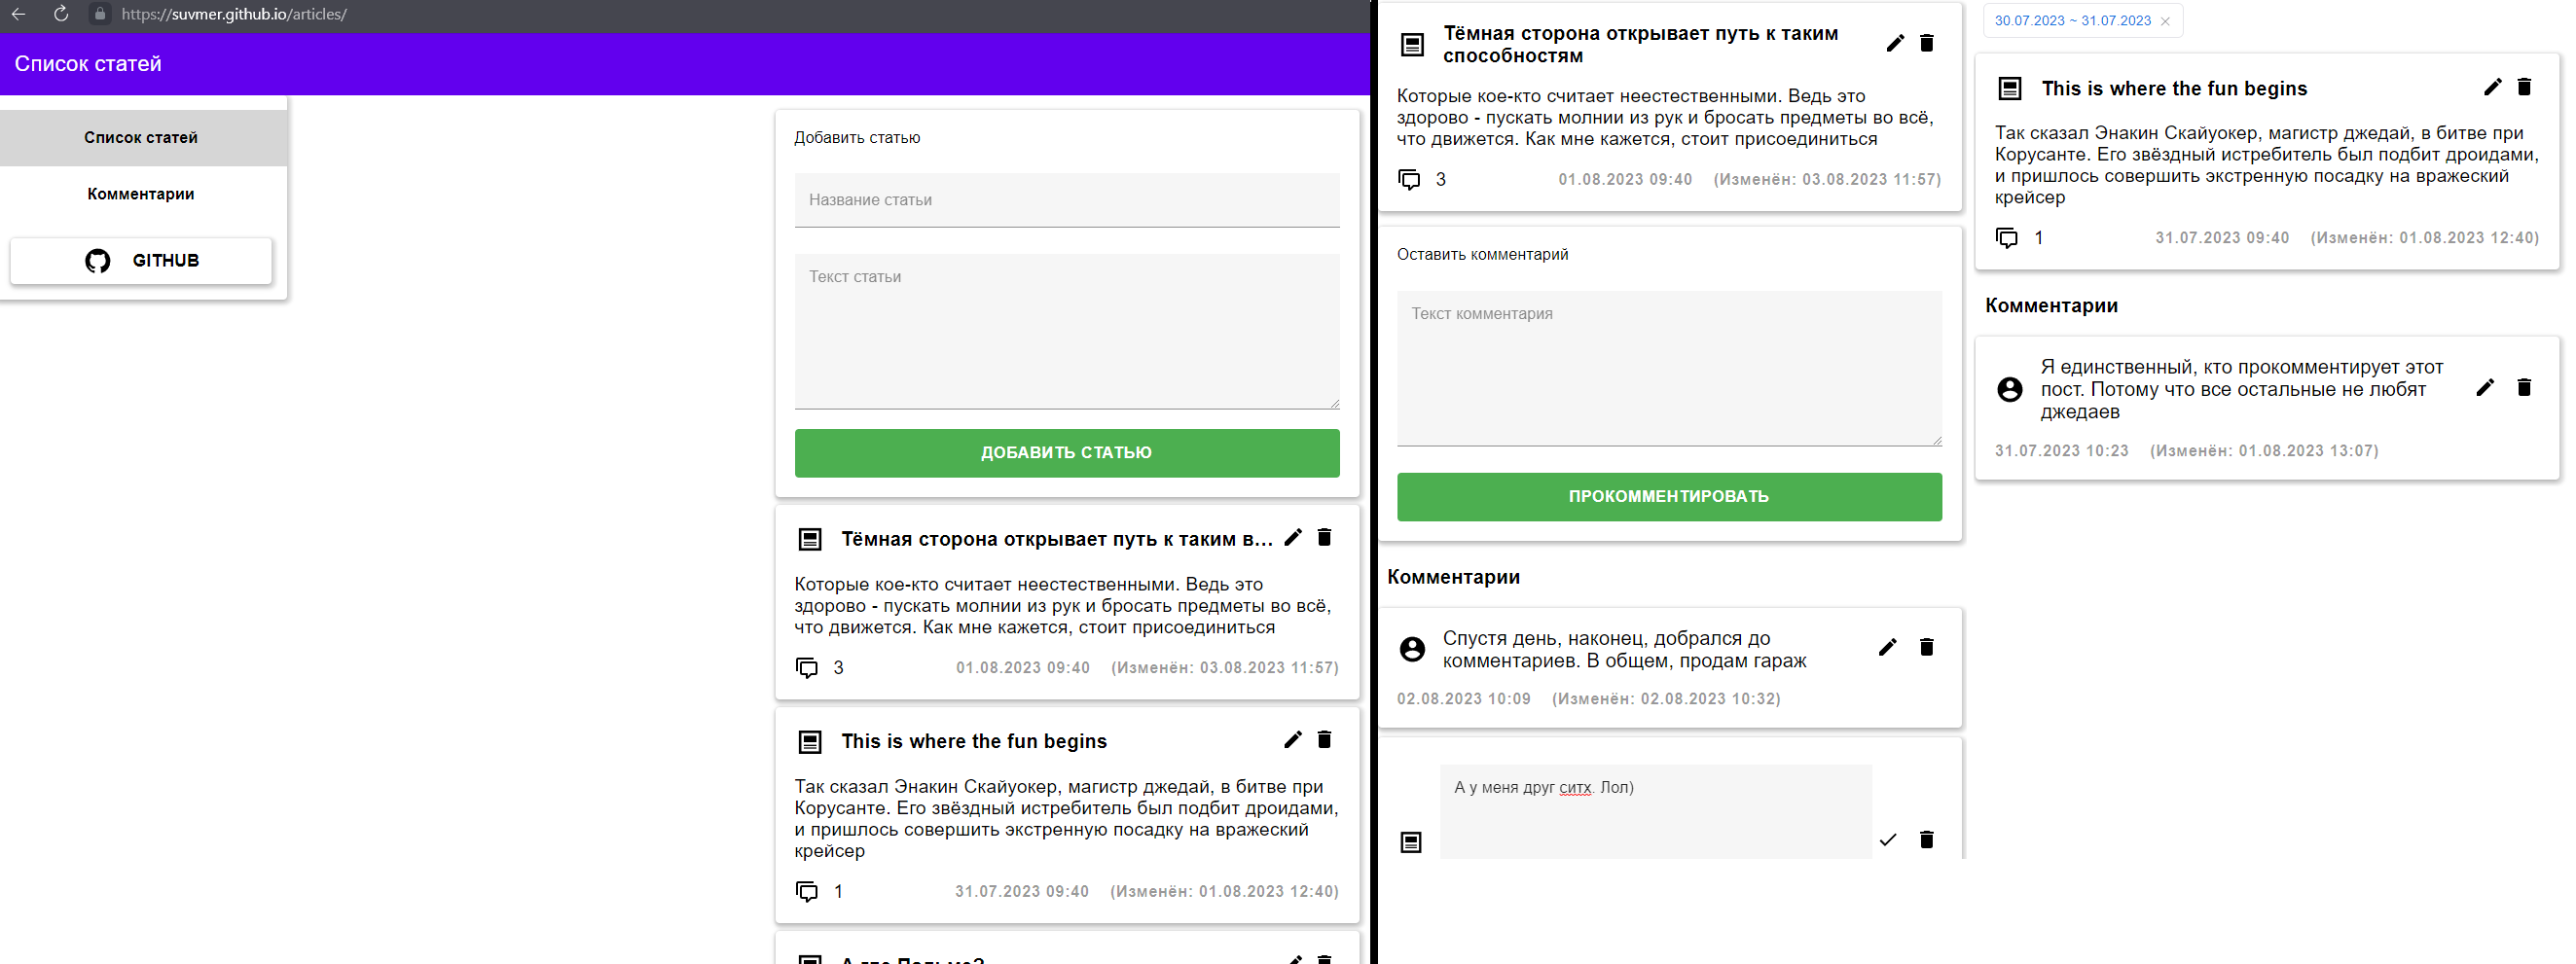 https://suvmer.github.io/articles/
Список статей
Список статей
Комментарии
GITHUB
Добавить статью
Название статьи
Текст статьи
ДОБАВИТЬ СТАТЬЮ
Тёмная сторона открывает путь к таким в...
Которые кое-кто считает неестественными. Ведь это
здорово - пускать молнии из рук и бросать предметы во всё,
что движется. Как мне кажется, стоит присоединиться
3 01.08.2023 09:40 (Изменён: 03.08.2023 11:57)
This is where the fun begins
Так сказал Энакин Скайуокер, магистр джедай, в битве при
Корусанте. Его звёздный истребитель был подбит дроидами,
и пришлось совершить экстренную посадку на вражеский
крейсер
1 31.07.2023 09:40 (Изменён: 01.08.2023 12:40)
Тёмная сторона открывает путь к таким
способностям
Которые кое-кто считает неестественными. Ведь это
здорово - пускать молнии из рук и бросать предметы во всё,
что движется. Как мне кажется, стоит присоединиться
3 01.08.2023 09:40 (Изменён: 03.08.2023 11:57)
Оставить комментарий
Текст комментария
ПРОКОММЕНТИРОВАТЬ
Комментарии
Спустя день, наконец, добрался до
комментариев. В общем, продам гараж
02.08.2023 10:09 (Изменён: 02.08.2023 10:32)
А у меня друг ситх. Лол)
30.07.2023 ~ 31.07.2023
This is where the fun begins
Так сказал Энакин Скайуокер, магистр джедай, в битве при
Корусанте. Его звёздный истребитель был подбит дроидами,
и пришлось совершить экстренную посадку на вражеский
крейсер
1 31.07.2023 09:40 (Изменён: 01.08.2023 12:40)
Комментарии
Я единственный, кто прокомментирует этот
пост. Потому что все остальные не любят
джедаев
31.07.2023 10:23 (Изменён: 01.08.2023 13:07)